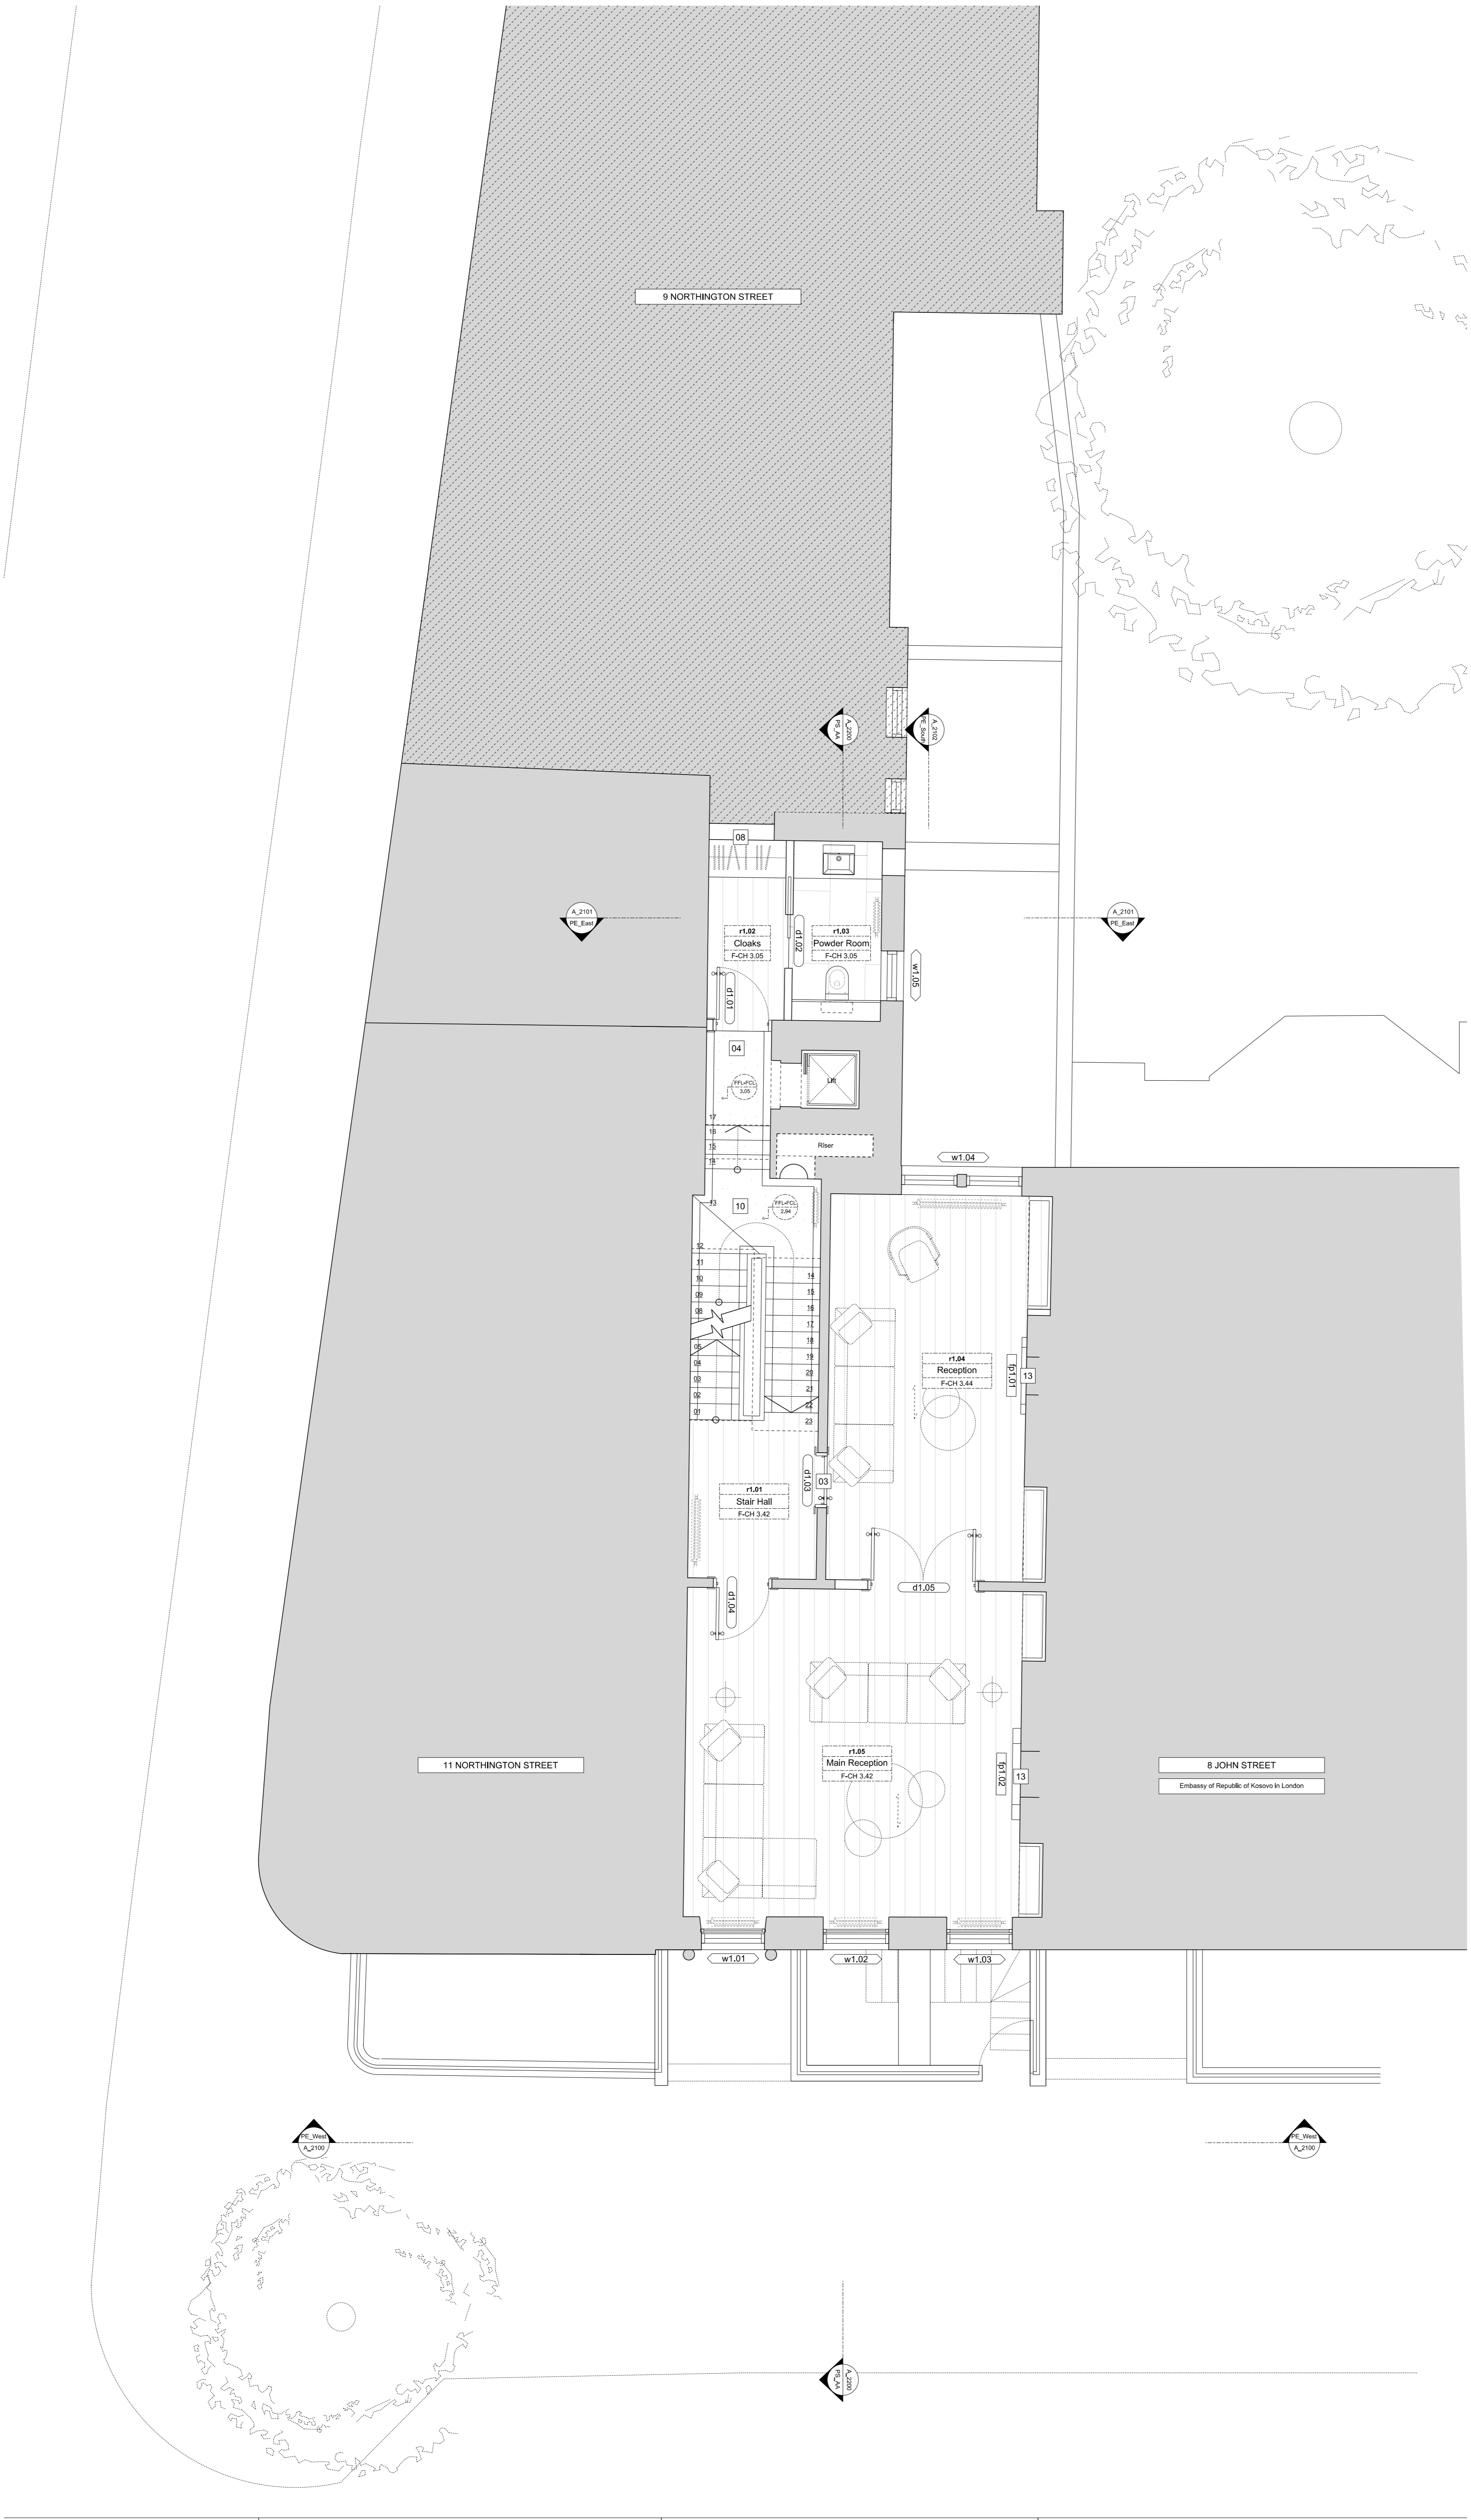 9 NORTHINGTON STREET
A_2200
PS_AA
A_2102
PE_South
08
A_2101
PE_East
r1.02
Cloaks
F-CH 3.05
d1.02
r1.03
Powder Room
F-CH 3.05
A_2101
PE_East
w1.05
d1.01
04
FFL-FCL
3,05
Lift
17
16
15
14
Riser
w1.04
13
10
FFL-FCL
2,94
12
11
10
09
08
05
04
03
02
01
14
15
16
17
18
19
20
21
22
23
r1.04
Reception
F-CH 3.44
fp1.01
13
d1.03
03
r1.01
Stair Hall
F-CH 3.42
d1.04
d1.05
11 NORTHINGTON STREET
r1.05
Main Reception
F-CH 3.42
fp1.02
13
8 JOHN STREET
Embassy of Republic of Kosovo in London
w1.01
w1.02
w1.03
PE_West
A_2100
PE_West
A_2100
A_2200
PS_AA